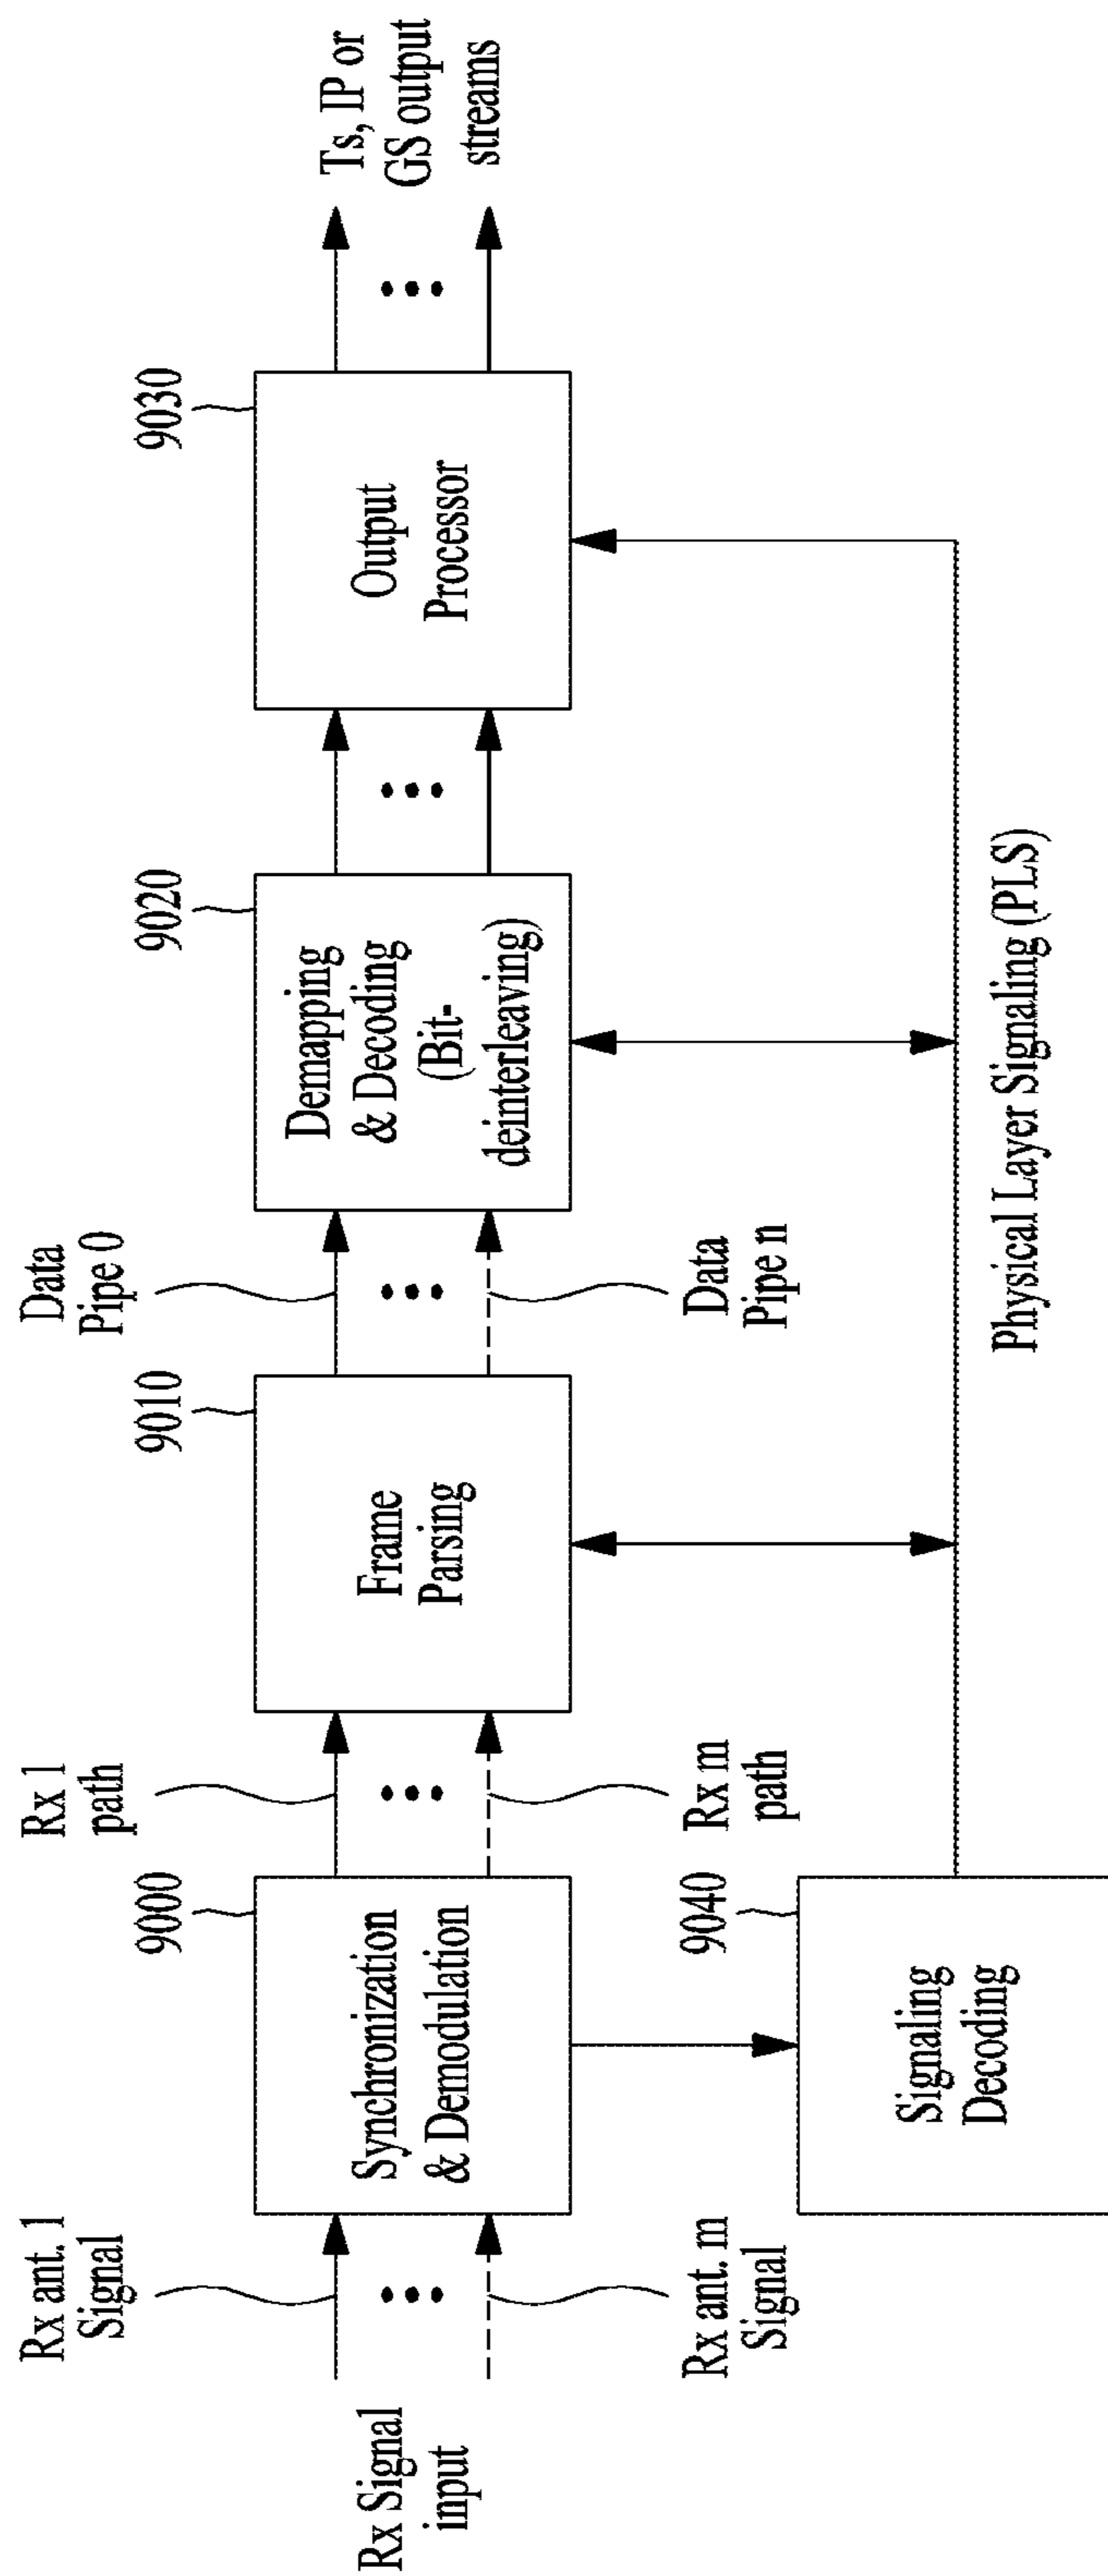 Rx Signal
input
Rx ant. 1
Signal
Rx ant. m
Signal
9000
Synchronization
& Demodulation
Rx 1
path
Rx m
path
9010
Frame
Parsing
Data
Pipe 0
Data
Pipe n
9020
Demapping
& Decoding
(Bit-
deinterleaving)
9030
Output
Processor
Ts, IP or
GS output
streams
9040
Signaling
Decoding
Physical Layer Signaling (PLS)